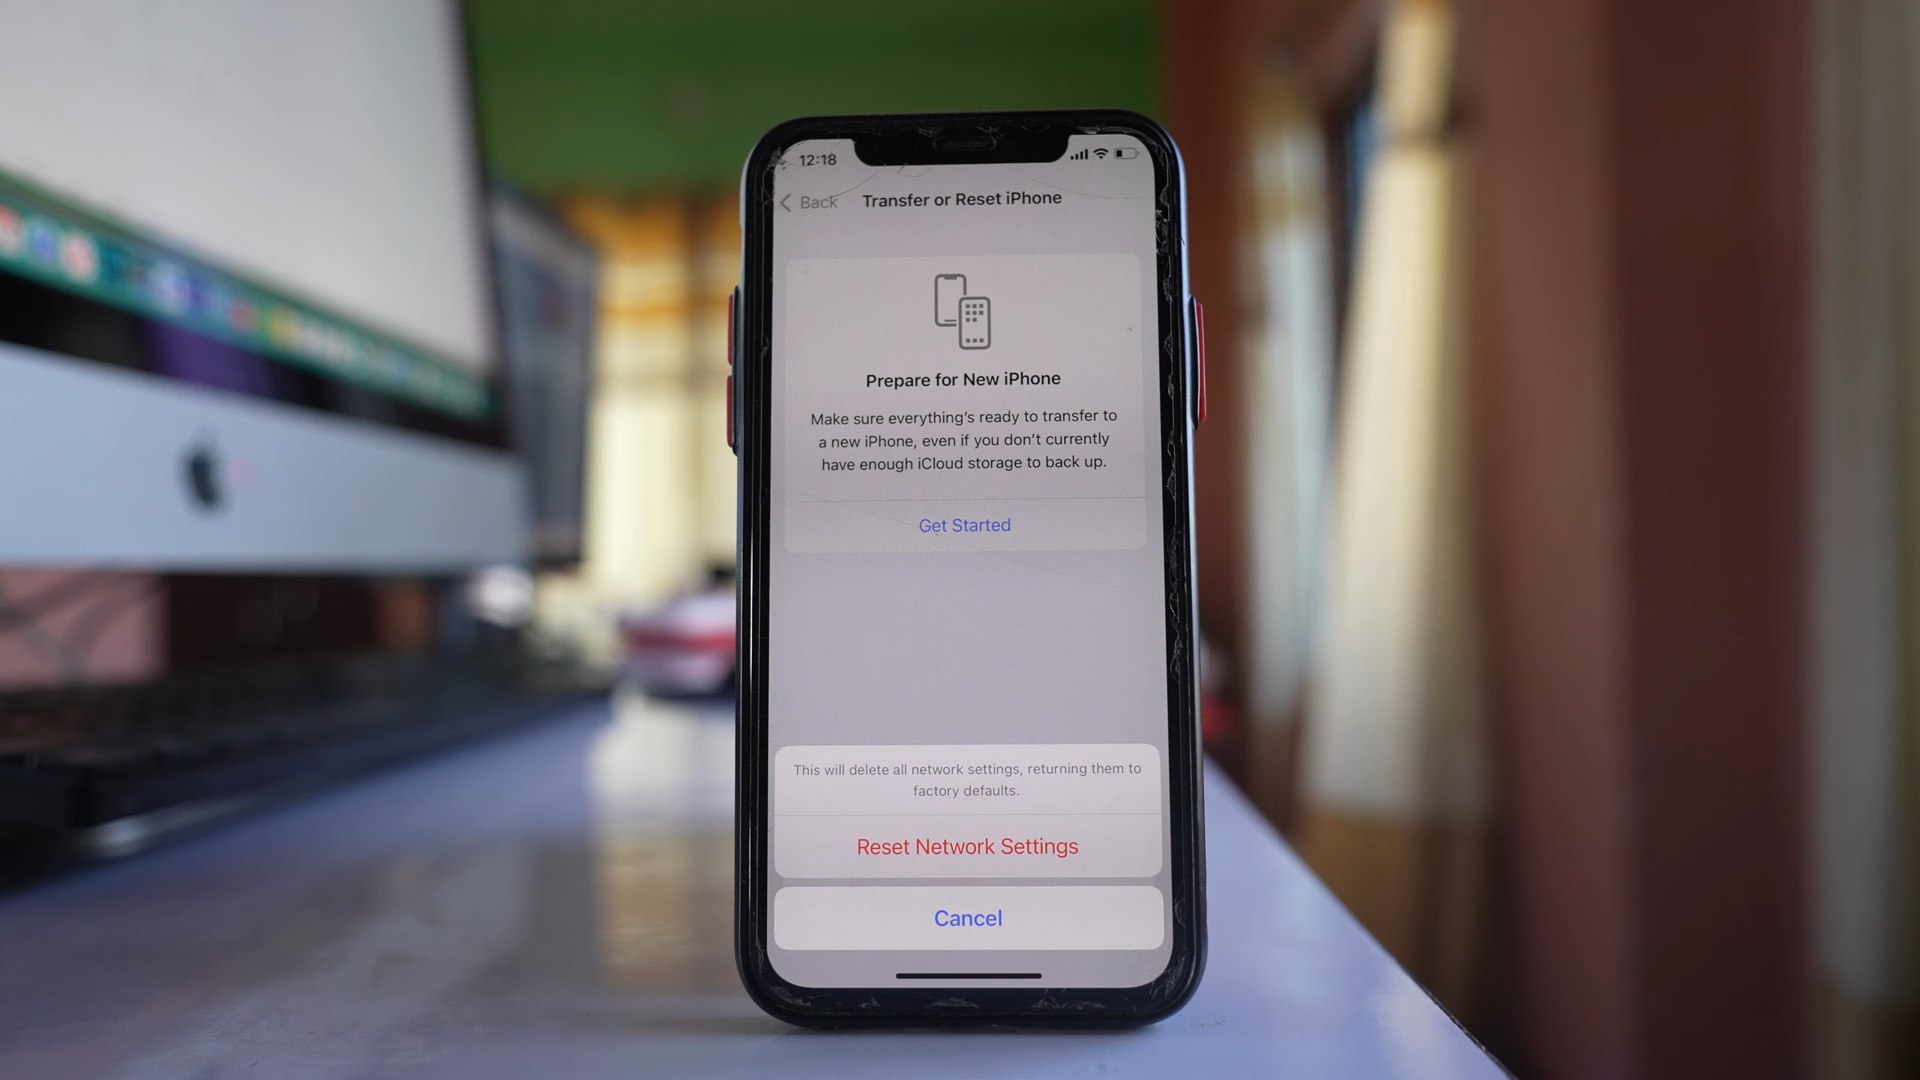 12:18
Back
Transfer or Reset iPhone
Prepare for New iPhone
Make sure everything's ready to transfer to
a new iPhone, even if you don't currently
have enough iCloud storage to back up.
Get Started
This will delete all network settings, returning them to
factory defaults.
Reset Network Settings
Cancel